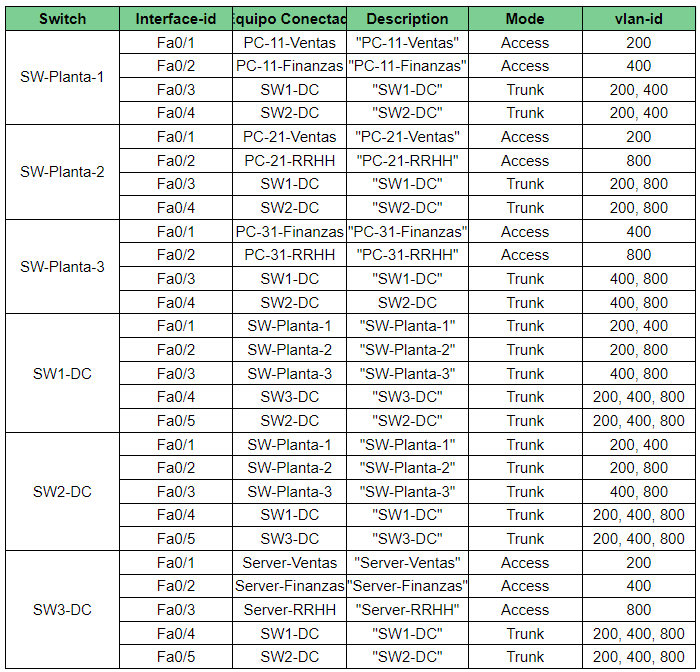 Switch Interface-id quipo Conectad Description Mode vlan-id
SW-Planta-1 Fa0/1 PC-11-Ventas "PC-11-Ventas" Access 200
Fa0/2 PC-11-Finanzas "PC-11-Finanzas" Access 400
Fa0/3 SW1-DC "SW1-DC" Trunk 200, 400
Fa0/4 SW2-DC "SW2-DC" Trunk 200, 400
SW-Planta-2 Fa0/1 PC-21-Ventas "PC-21-Ventas" Access 200
Fa0/2 PC-21-RRHH "PC-21-RRHH" Access 800
Fa0/3 SW1-DC "SW1-DC" Trunk 200, 800
Fa0/4 SW2-DC "SW2-DC" Trunk 200, 800
SW-Planta-3 Fa0/1 PC-31-Finanzas "PC-31-Finanzas" Access 400
Fa0/2 PC-31-RRHH "PC-31-RRHH" Access 800
Fa0/3 SW1-DC "SW1-DC" Trunk 400, 800
Fa0/4 SW2-DC SW2-DC Trunk 400, 800
SW1-DC Fa0/1 SW-Planta-1 "SW-Planta-1" Trunk 200, 400
Fa0/2 SW-Planta-2 "SW-Planta-2" Trunk 200, 800
Fa0/3 SW-Planta-3 "SW-Planta-3" Trunk 400, 800
Fa0/4 SW3-DC "SW3-DC" Trunk 200, 400, 800
Fa0/5 SW2-DC "SW2-DC" Trunk 200, 400, 800
SW2-DC Fa0/1 SW-Planta-1 "SW-Planta-1" Trunk 200, 400
Fa0/2 SW-Planta-2 "SW-Planta-2" Trunk 200, 800
Fa0/3 SW-Planta-3 "SW-Planta-3" Trunk 400, 800
Fa0/4 SW1-DC "SW1-DC" Trunk 200, 400, 800
Fa0/5 SW3-DC "SW3-DC" Trunk 200, 400, 800
SW3-DC Fa0/1 Server-Ventas "Server-Ventas" Access 200
Fa0/2 Server-Finanzas "Server-Finanzas" Access 400
Fa0/3 Server-RRHH "Server-RRHH" Access 800
Fa0/4 SW1-DC "SW1-DC" Trunk 200, 400, 800
Fa0/5 SW2-DC "SW2-DC" Trunk 200, 400, 800